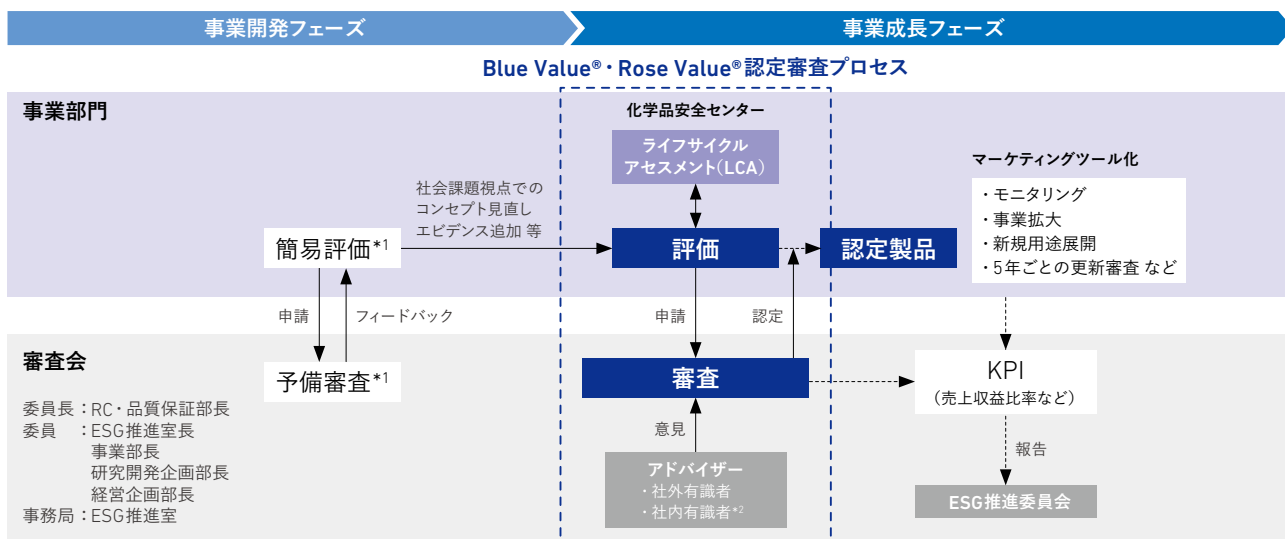 事業開発フェーズ
事業成長フェーズ
Blue Value®・Rose Value®認定審査プロセス
事業部門
化学品安全センター
ライフサイクル
アセスメント(LCA)
マーケティングツール化
・モニタリング
・事業拡大
・新規用途展開
・5年ごとの更新審査 など
社会課題視点での
コンセプト見直し
エビデンス追加 等
簡易評価*1
評価
認定製品
申請
フィードバック
申請
認定
審査会
予備審査*1
審査
KPI
(売上収益比率など)
委員長:RC・品質保証部長
委員 :ESG推進室長
事業部長
研究開発企画部長
経営企画部長
事務局:ESG推進室
意見
アドバイザー
・社外有識者
・社内有識者*2
報告
ESG推進委員会